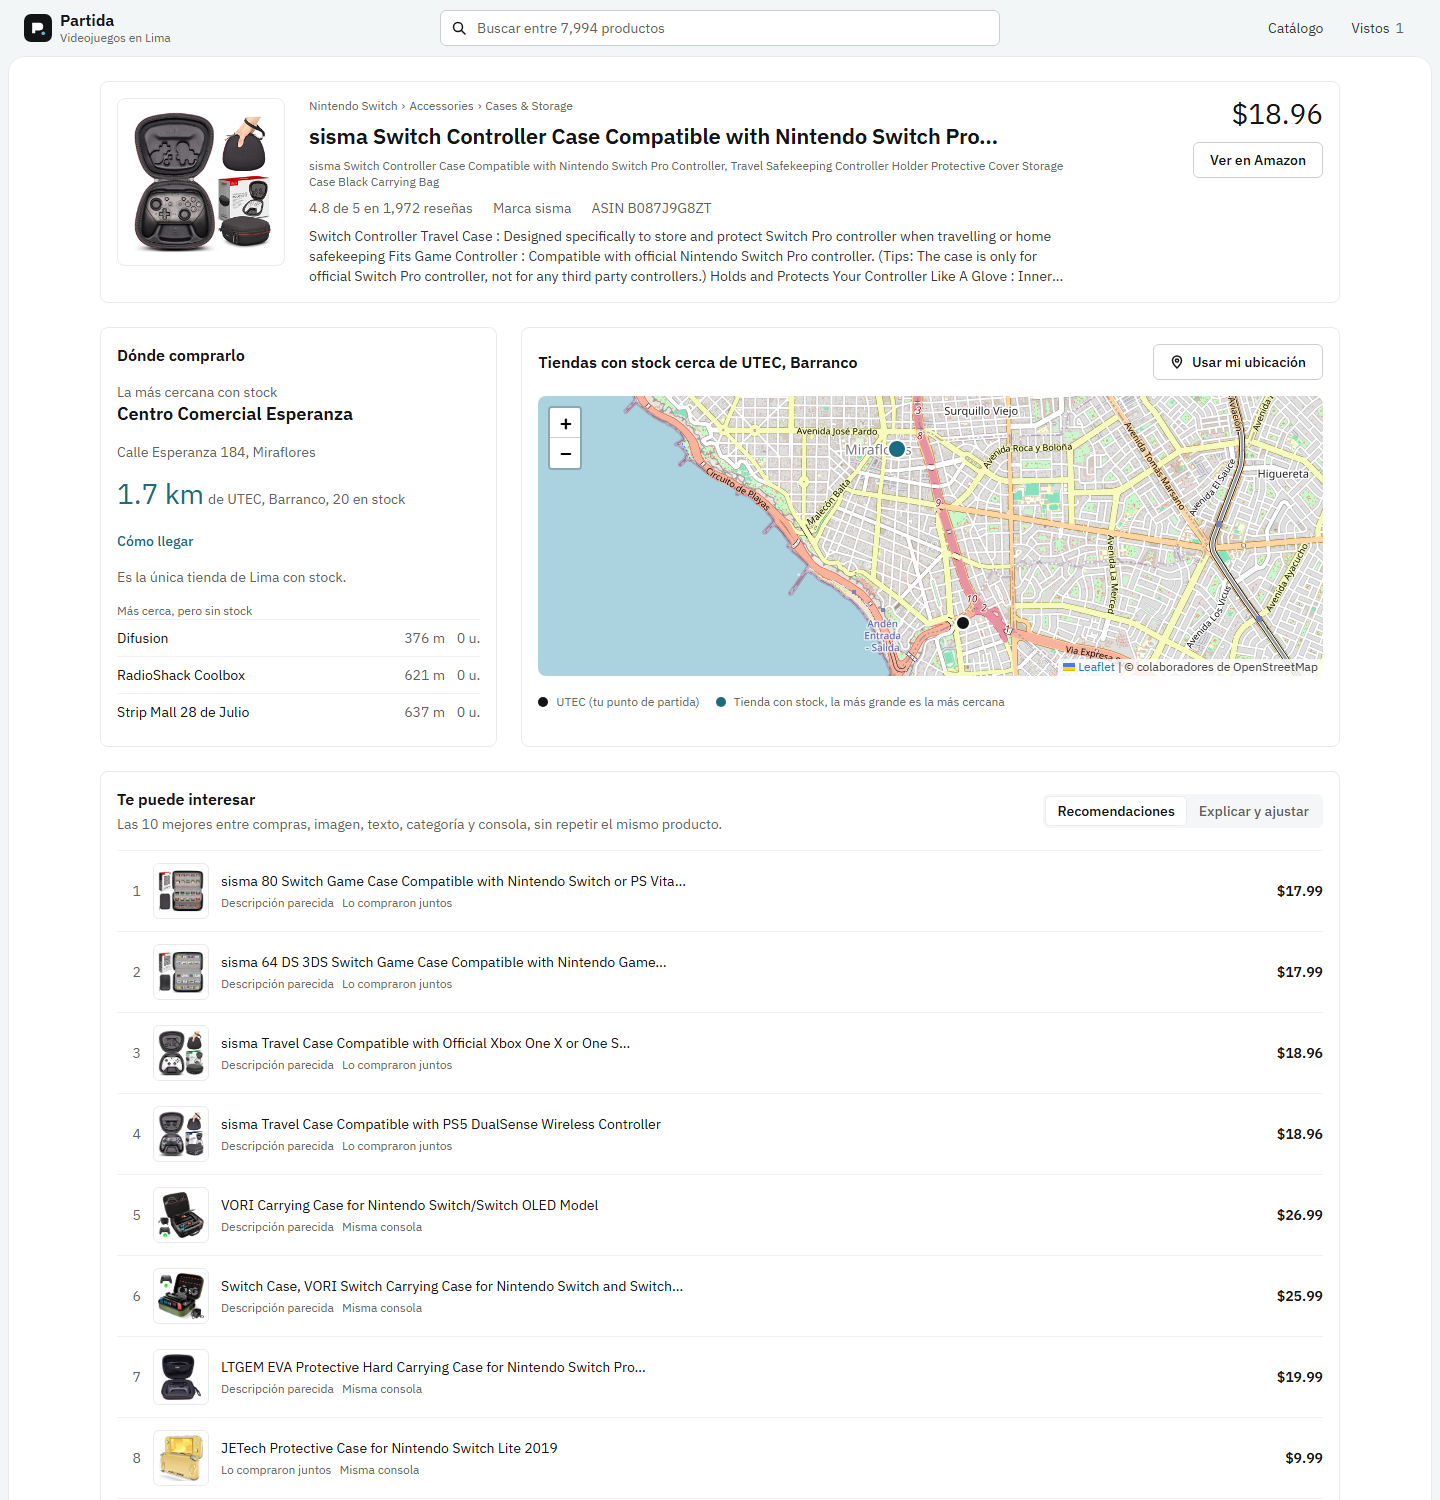 Partida
Videojuegos en Lima
Buscar entre 7,994 productos
Catálogo
Vistos 1
Nintendo Switch › Accessories › Cases & Storage
sisma Switch Controller Case Compatible with Nintendo Switch Pro...
sisma Switch Controller Case Compatible with Nintendo Switch Pro Controller, Travel Safekeeping Controller Holder Protective Cover Storage
Case Black Carrying Bag
4.8 de 5 en 1,972 reseñas Marca sisma ASIN B087J9G8ZT
Switch Controller Travel Case : Designed specifically to store and protect Switch Pro controller when travelling or home
safekeeping Fits Game Controller : Compatible with official Nintendo Switch Pro controller. (Tips: The case is only for
official Switch Pro controller, not for any third party controllers.) Holds and Protects Your Controller Like A Glove : Inner...
$18.96
Ver en Amazon
Dónde comprarlo
La más cercana con stock
Centro Comercial Esperanza
Calle Esperanza 184, Miraflores
1.7 km de UTEC, Barranco, 20 en stock
Cómo llegar
Es la única tienda de Lima con stock.
Más cerca, pero sin stock
Difusion 376 m 0 u.
RadioShack Coolbox 621 m 0 u.
Strip Mall 28 de Julio 637 m 0 u.
Tiendas con stock cerca de UTEC, Barranco
Usar mi ubicación
+
−
Surquillo Viejo
Avenida José Pardo
Avenida Roca y Boloña
Avenida Tomás Marsano
Aviación
Avenida
Avenida El Sauce
Higuereta
Circuito de Playas
Malecón Balta
3
8
9
9
10
2
11
Avenida La Merced
Avenida Los Vicus
Avenida Ayacucho
Andén
Entrada
- Salida
Vía Expresa
Leaflet | © colaboradores de OpenStreetMap
UTEC (tu punto de partida)
Tienda con stock, la más grande es la más cercana
Te puede interesar
Las 10 mejores entre compras, imagen, texto, categoría y consola, sin repetir el mismo producto.
Recomendaciones
Explicar y ajustar
1
sisma 80 Switch Game Case Compatible with Nintendo Switch or PS Vita...
Descripción parecida Lo compraron juntos
$17.99
2
sisma 64 DS 3DS Switch Game Case Compatible with Nintendo Game...
Descripción parecida Lo compraron juntos
$17.99
3
sisma Travel Case Compatible with Official Xbox One X or One S...
Descripción parecida Lo compraron juntos
$18.96
4
sisma Travel Case Compatible with PS5 DualSense Wireless Controller
Descripción parecida Lo compraron juntos
$18.96
5
VORI Carrying Case for Nintendo Switch/Switch OLED Model
Descripción parecida Misma consola
$26.99
6
Switch Case, VORI Switch Carrying Case for Nintendo Switch and Switch...
Descripción parecida Misma consola
$25.99
7
LTGEM EVA Protective Hard Carrying Case for Nintendo Switch Pro...
Descripción parecida Misma consola
$19.99
8
JETech Protective Case for Nintendo Switch Lite 2019
Lo compraron juntos Misma consola
$9.99